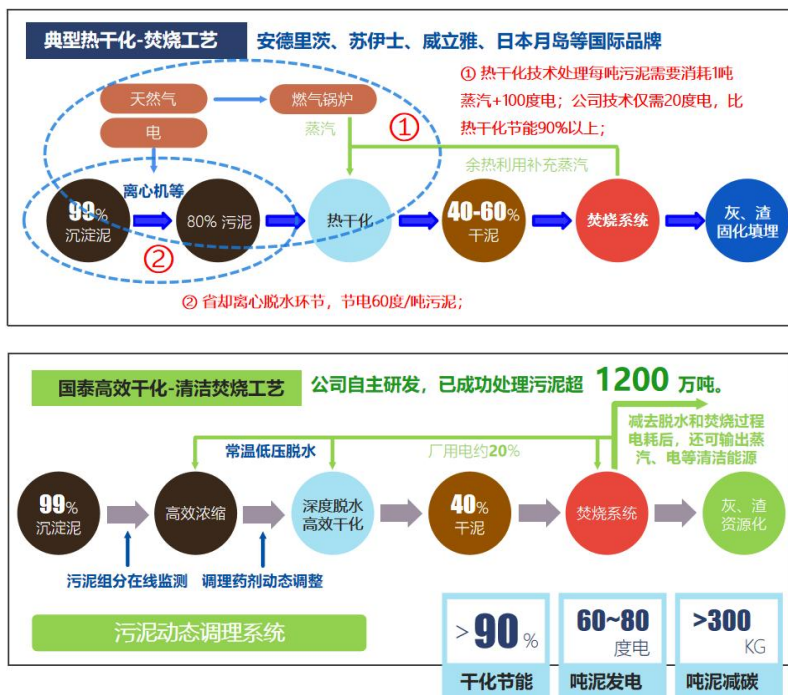 典型热干化-焚烧工艺
安德里茨、苏伊士、威立雅、日本月岛等国际品牌
① 热干化技术处理每吨污泥需要消耗1吨
蒸汽+100度电；公司技术仅需20度电，比
热干化节能90%以上；
天然气
燃气锅炉
电
蒸汽
①
余热利用补充蒸汽
离心机等
99%
沉淀泥
80% 污泥
热干化
40-60%
干泥
焚烧系统
灰、渣
固化填埋
②
② 省却离心脱水环节，节电60度/吨污泥；
国泰高效干化-清洁焚烧工艺
公司自主研发，已成功处理污泥超 1200 万吨。
减去脱水和焚烧过程
电耗后，还可输出蒸
汽、电等清洁能源
常温低压脱水
厂用电约20%
99%
沉淀泥
高效浓缩
深度脱水
高效干化
40%
干泥
焚烧系统
灰、渣
资源化
污泥组分在线监测
调理药剂动态调整
污泥动态调理系统
>90%
干化节能
60~80
度电
吨泥发电
>300
KG
吨泥减碳